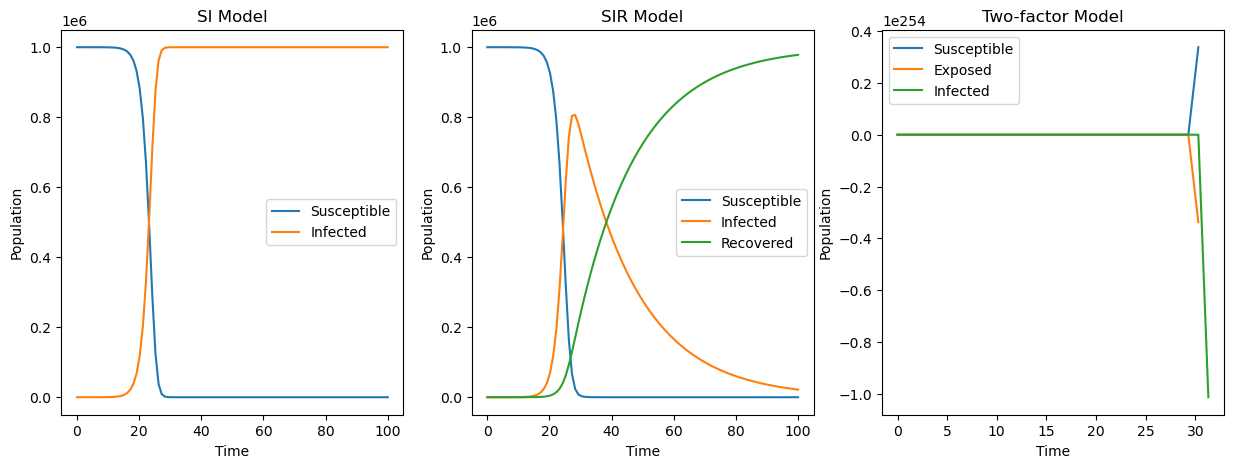 SI Model
1e6
1.0
0.8
0.6
0.4
0.2
0.0
Population
Susceptible
Infected
0
20
40
60
80
100
Time
SIR Model
1e6
1.0
0.8
0.6
0.4
0.2
0.0
Population
Susceptible
Infected
Recovered
0
20
40
60
80
100
Time
Two-factor Model
1e254
0.4
0.2
0.0
−0.2
−0.4
−0.6
−0.8
−1.0
Population
Susceptible
Exposed
Infected
0
5
10
15
20
25
30
Time